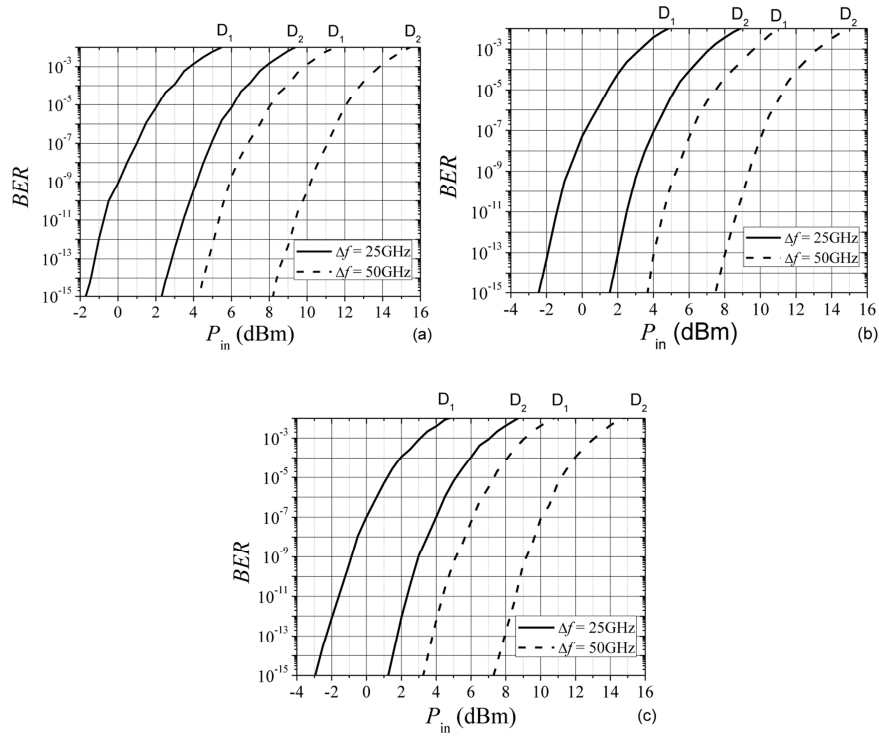 D₁ D₂ D₁ D₂
10⁻³
10⁻⁵
10⁻⁷
10⁻⁹
10⁻¹¹
10⁻¹³
10⁻¹⁵
BER
Δf = 25GHz
Δf = 50GHz
0 2 4 6 8 10 12 14 16
P_in (dBm)
(a)
D₁ D₂ D₁ D₂
10⁻³
10⁻⁵
10⁻⁷
10⁻⁹
10⁻¹¹
10⁻¹³
10⁻¹⁵
BER
Δf = 25GHz
Δf = 50GHz
-4 -2 0 2 4 6 8 10 12 14 16
P_in (dBm)
(b)
D₁ D₂ D₁ D₂
10⁻³
10⁻⁵
10⁻⁷
10⁻⁹
10⁻¹¹
10⁻¹³
10⁻¹⁵
BER
Δf = 25GHz
Δf = 50GHz
-4 -2 0 2 4 6 8 10 12 14 16
P_in (dBm)
(c)